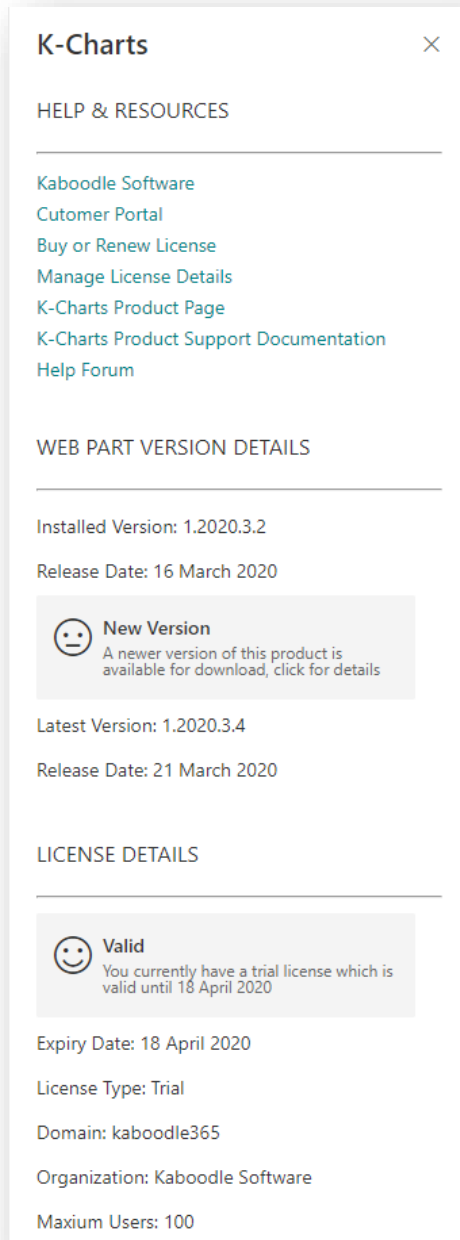 K-Charts
HELP & RESOURCES
Kaboodle Software
Cutomer Portal
Buy or Renew License
Manage License Details
K-Charts Product Page
K-Charts Product Support Documentation
Help Forum
WEB PART VERSION DETAILS
Installed Version: 1.2020.3.2
Release Date: 16 March 2020
New Version
A newer version of this product is
available for download, click for details
Latest Version: 1.2020.3.4
Release Date: 21 March 2020
LICENSE DETAILS
Valid
You currently have a trial license which is
valid until 18 April 2020
Expiry Date: 18 April 2020
License Type: Trial
Domain: kaboodle365
Organization: Kaboodle Software
Maxium Users: 100